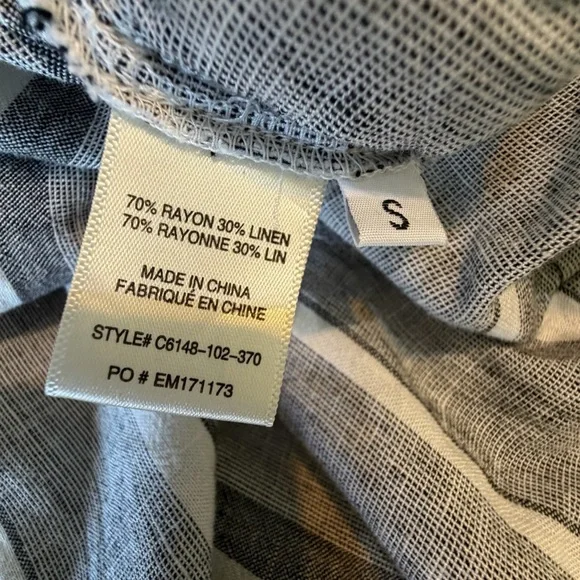 70% RAYON 30% LINEN
70% RAYONNE 30% LIN
MADE IN CHINA
FABRIQUÉ EN CHINE
STYLE# C6148-102-370
PO # EM171173
S